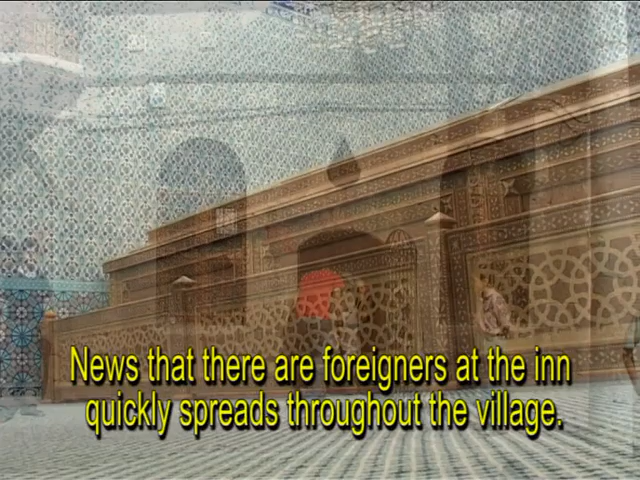 News that there are foreigners at the inn
quickly spreads throughout the village.